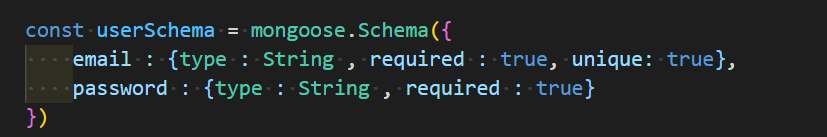 const userSchema = mongoose.Schema({
    email : {type : String , required : true, unique: true},
    password : {type : String , required : true}
})